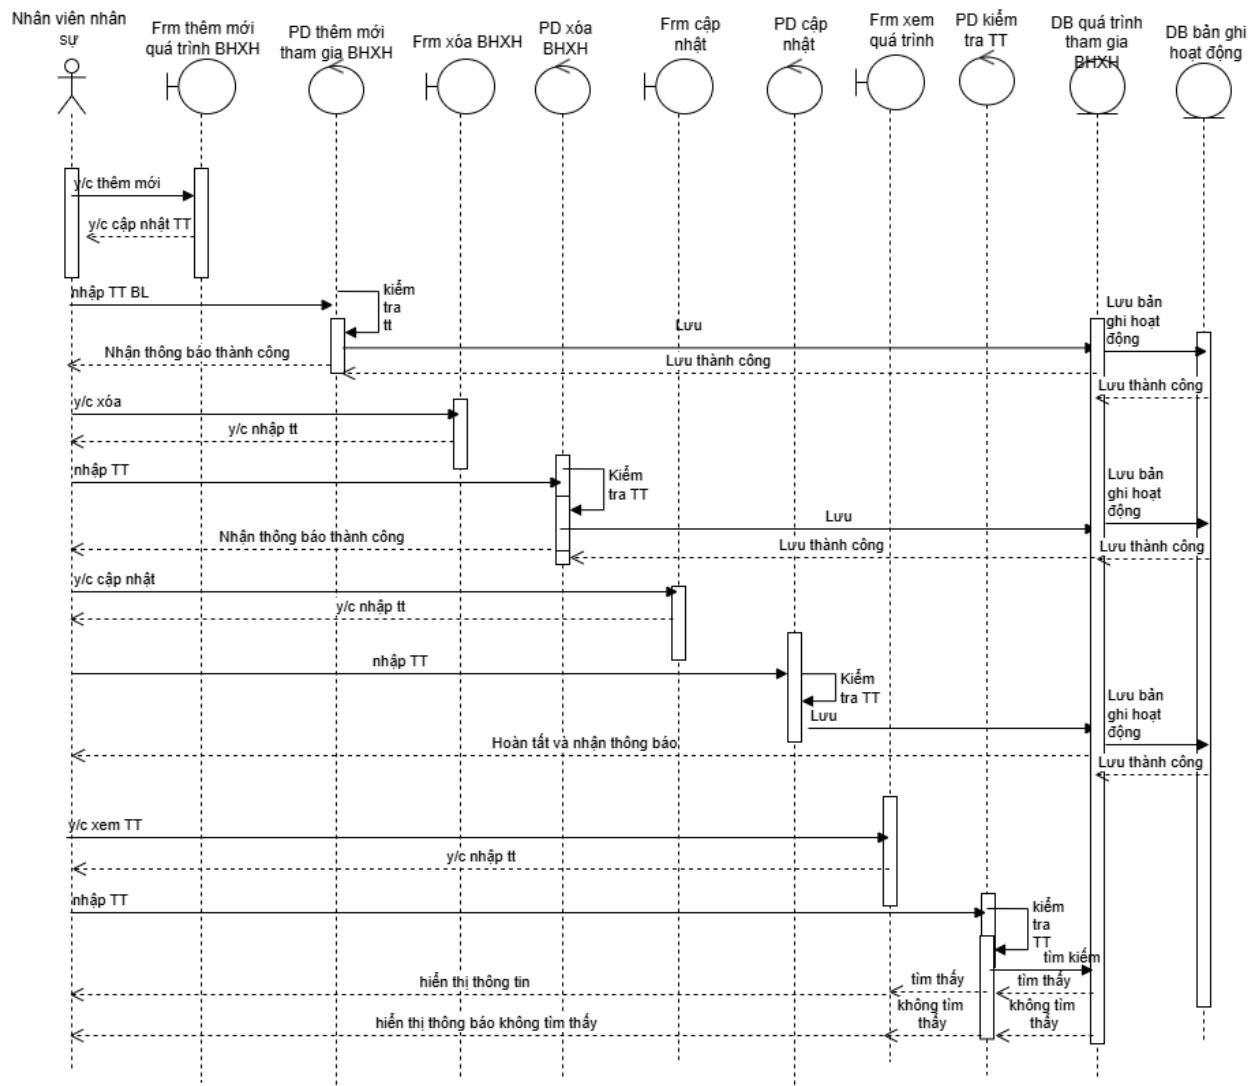 Nhân viên nhân
sự
Frm thêm mới
quá trình BHXH
PD thêm mới
tham gia BHXH
Frm xóa BHXH
PD xóa
BHXH
Frm cập
nhật
PD cập
nhật
Frm xem
quá trình
PD kiểm
tra TT
DB quá trình
tham gia
BHXH
DB bản ghi
hoạt động
y/c thêm mới
y/c cập nhật TT
nhập TT BL
kiểm
tra
tt
Lưu
Lưu bản
ghi hoạt
động
Nhận thông báo thành công
Lưu thành công
Lưu thành công
y/c xóa
y/c nhập tt
nhập TT
Kiểm
tra TT
Lưu bản
ghi hoạt
động
Lưu
Nhận thông báo thành công
Lưu thành công
Lưu thành công
y/c cập nhật
y/c nhập tt
nhập TT
Kiểm
tra TT
Lưu
Lưu bản
ghi hoạt
động
Hoàn tất và nhận thông báo
Lưu thành công
y/c xem TT
y/c nhập tt
nhập TT
kiểm
tra
TT
tìm kiếm
hiển thị thông tin
tìm thấy
tìm thấy
hiển thị thông báo không tìm thấy
không tìm
thấy
không tìm
thấy